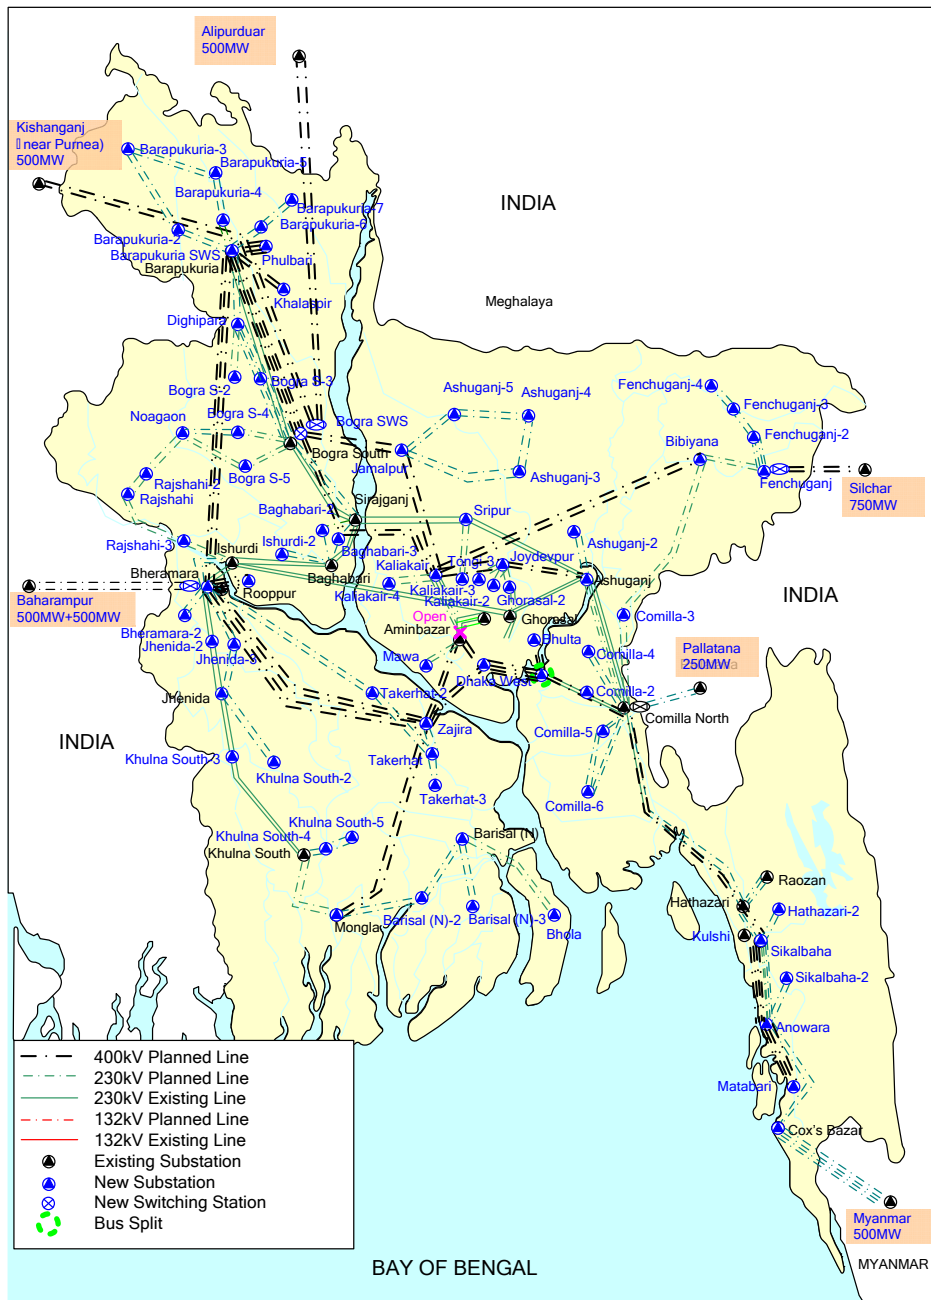 Alipurduar
500MW
Kishanganj
near Purnea)
500MW
Barapukuria-3
Barapukuria-5
Barapukuria-4
Barapukuria-7
Barapukuria-6
INDIA
Barapukuria-2
Barapukuria SWS
Phulbari
Barapukuria
Khalaspir
Meghalaya
Dighipara
Bogra S-2
Bogra S-3
Ashuganj-5
Ashuganj-4
Fenchuganj-4
Noagaon
Bogra S-4
Bogra SWS
Fenchuganj-3
Bogra South
Fenchuganj-2
Bibiyana
Jamalpur
Bogra S-5
Ashuganj-3
Fenchuganj
Rajshahi-2
Rajshahi
Silchar
750MW
Sirajganj
Baghabari-2
Sripur
Rajshahi-3
Ishurdi
Ishurdi-2
Baghabari-3
Ashuganj-2
Kaliakair
Tongi-3
Joydevpur
Bheramara
Baghabari
Rooppur
Kaliakair-4
Kaliakair-3
Kaliakair-2
Ghorasal-2
Ashuganj
INDIA
Baharampur
500MW+500MW
Open
Ghorasal
Comilla-3
Aminbazar
Bhulta
Bheramara-2
Jhenida-2
Jhenida-3
Mawa
Dhaka West
Comilla-4
Pallatana
250MW
Jhenida
Takerhat-2
Comilla-2
Comilla North
Zajira
Comilla-5
INDIA
Khulna South-3
Khulna South-2
Takerhat
Takerhat-3
Comilla-6
Khulna South-5
Khulna South-4
Barisal (N)
Khulna South
Raozan
Hathazari
Hathazari-2
Monglar
Barisal (N)-2
Barisal (N)-3
Bhola
Kulshi
Sikalbaha
Sikalbaha-2
Anowara
Matabari
Cox's Bazar
400kV Planned Line
230kV Planned Line
230kV Existing Line
132kV Planned Line
132kV Existing Line
Existing Substation
New Substation
New Switching Station
Bus Split
Myanmar
500MW
BAY OF BENGAL
MYANMAR